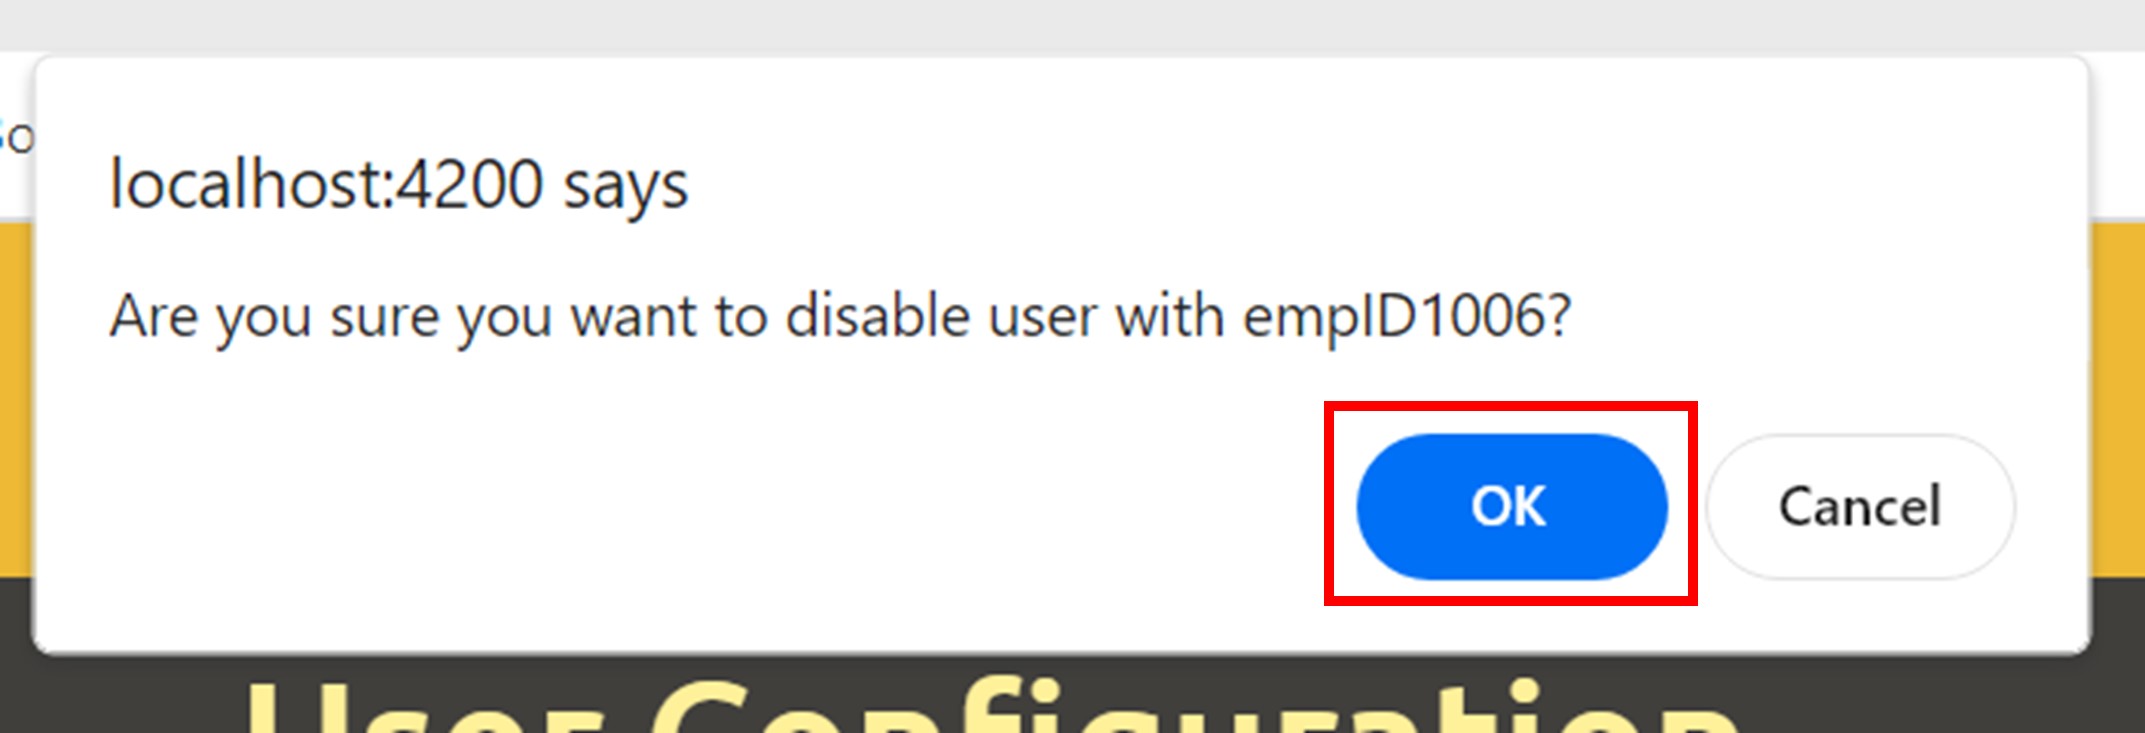 localhost:4200 says
Are you sure you want to disable user with empID1006?
OK Cancel
User Configuration